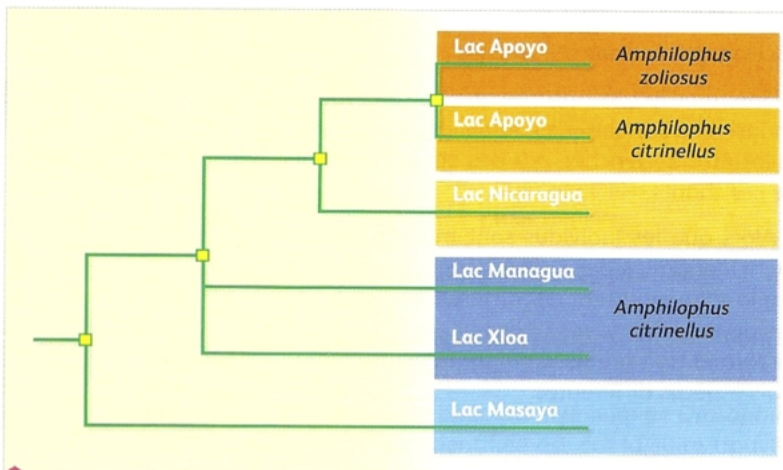 Lac Apoyo
Amphilophus
zoliosus
Lac Apoyo
Amphilophus
citrinellus
Lac Nicaragua
Lac Managua
Amphilophus
citrinellus
Lac Xloa
Lac Masaya